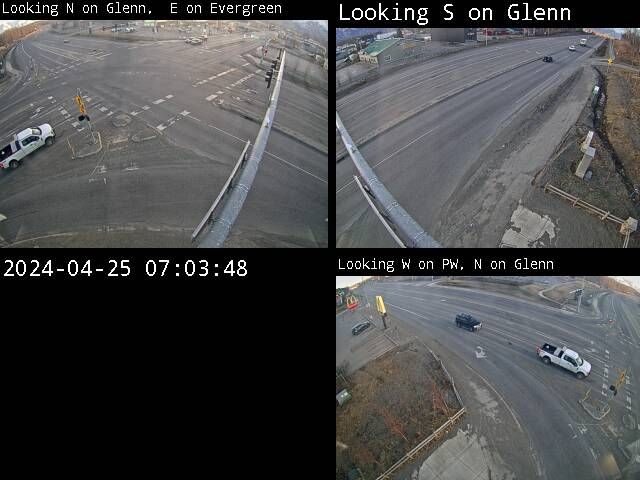 Looking N on Glenn,  E on Evergreen
Looking S on Glenn
2024-04-25 07:03:48
Looking W on PW, N on Glenn